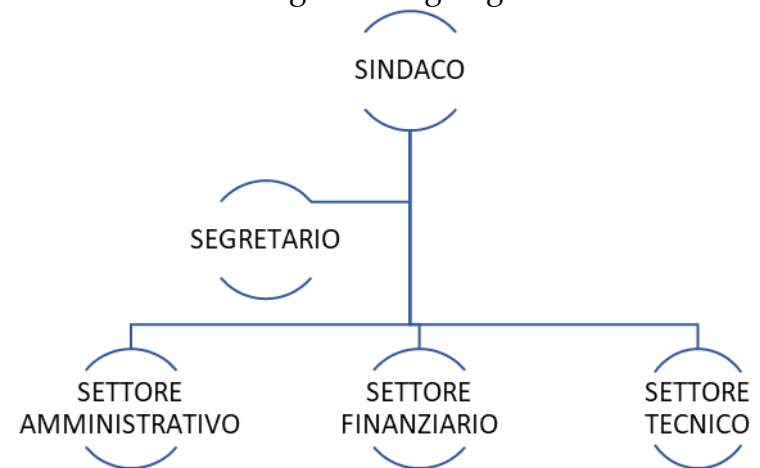 SINDACO
SEGRETARIO
SETTORE
AMMINISTRATIVO
SETTORE
FINANZIARIO
SETTORE
TECNICO